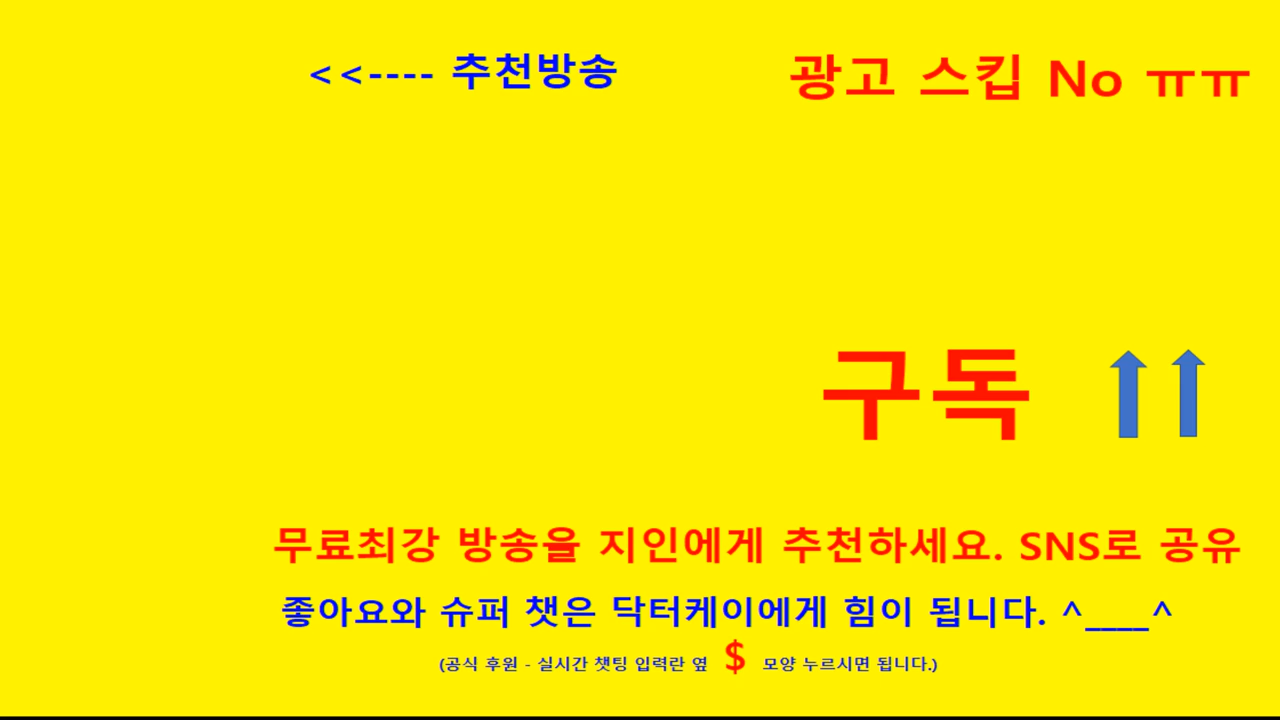 <<---- 추천방송
광고 스킵 No ㅠㅠ
구독
무료최강 방송을 지인에게 추천하세요. SNS로 공유
좋아요와 슈퍼 챗은 닥터케이에게 힘이 됩니다. ^____^
(공식 후원 - 실시간 챗팅 입력란 옆 $ 모양 누르시면 됩니다.)